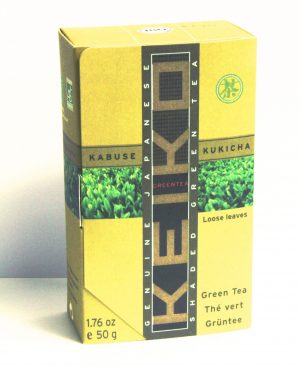 KEIKO
GREENTEA
GENUINE JAPANESE
SHADED GREEN TEA
KABUSE
KUKICHA
Loose leaves
Green Tea
Thé vert
Grüntee
1.76 oz
e 50 g
茶